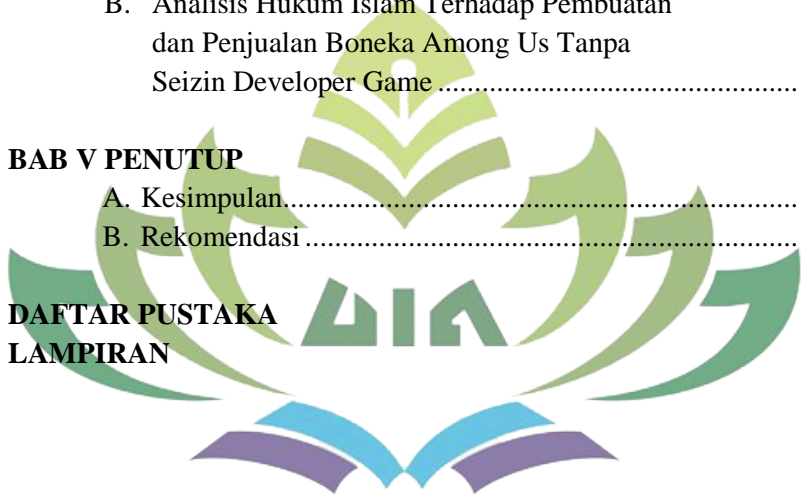 B. Analisis Hukum Islam Terhadap Pembuatan
dan Penjualan Boneka Among Us Tanpa
Seizin Developer Game ................................................
BAB V PENUTUP
A. Kesimpulan.....................................................................
B. Rekomendasi ..................................................................
DAFTAR PUSTAKA
LAMPIRAN
UIN